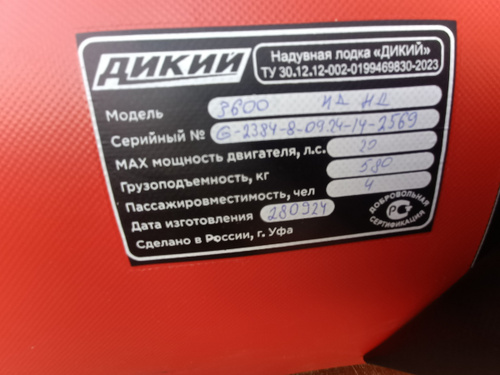 ДИКИЙ
Надувная лодка «ДИКИЙ»
ТУ 30.12.12-002-0199469830-2023
Модель 3600 НД НД
Серийный № G-2384-8-0924-14-2569
MAX мощность двигателя, л.с. 20
Грузоподъемность, кг 580
Пассажировместимость, чел 4
Дата изготовления 280924
Сделано в России, г. Уфа
ДОБРОВОЛЬНАЯ
СЕРТИФИКАЦИЯ